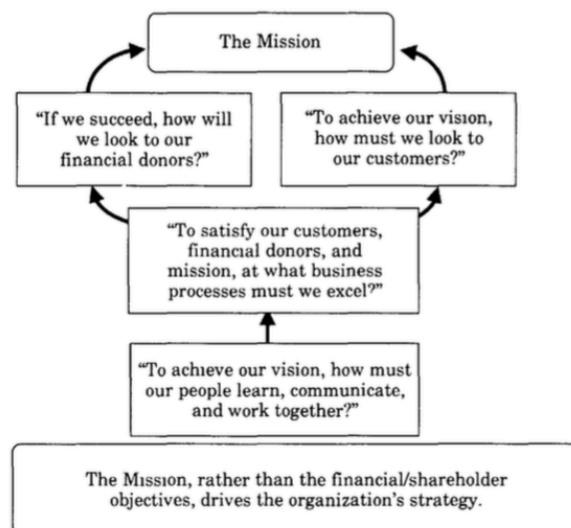 The Mission
"If we succeed, how will
we look to our
financial donors?"
"To achieve our vision,
how must we look to
our customers?"
"To satisfy our customers,
financial donors, and
mission, at what business
processes must we excel?"
"To achieve our vision, how must
our people learn, communicate,
and work together?"
The Mission, rather than the financial/shareholder
objectives, drives the organization's strategy.